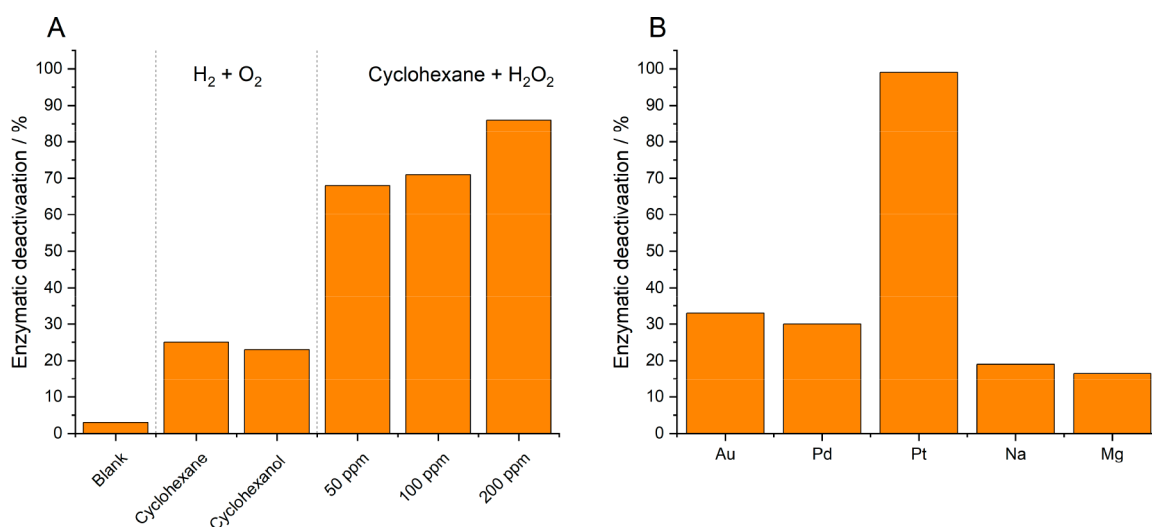 A
Enzymatic deactivaation / %
100
90
80
70
60
50
40
30
20
10
0
H₂ + O₂
Cyclohexane + H₂O₂
Blank
Cyclohexane
Cyclohexanol
50 ppm
100 ppm
200 ppm
B
Enzymatic deactivaation / %
100
90
80
70
60
50
40
30
20
10
0
Au
Pd
Pt
Na
Mg